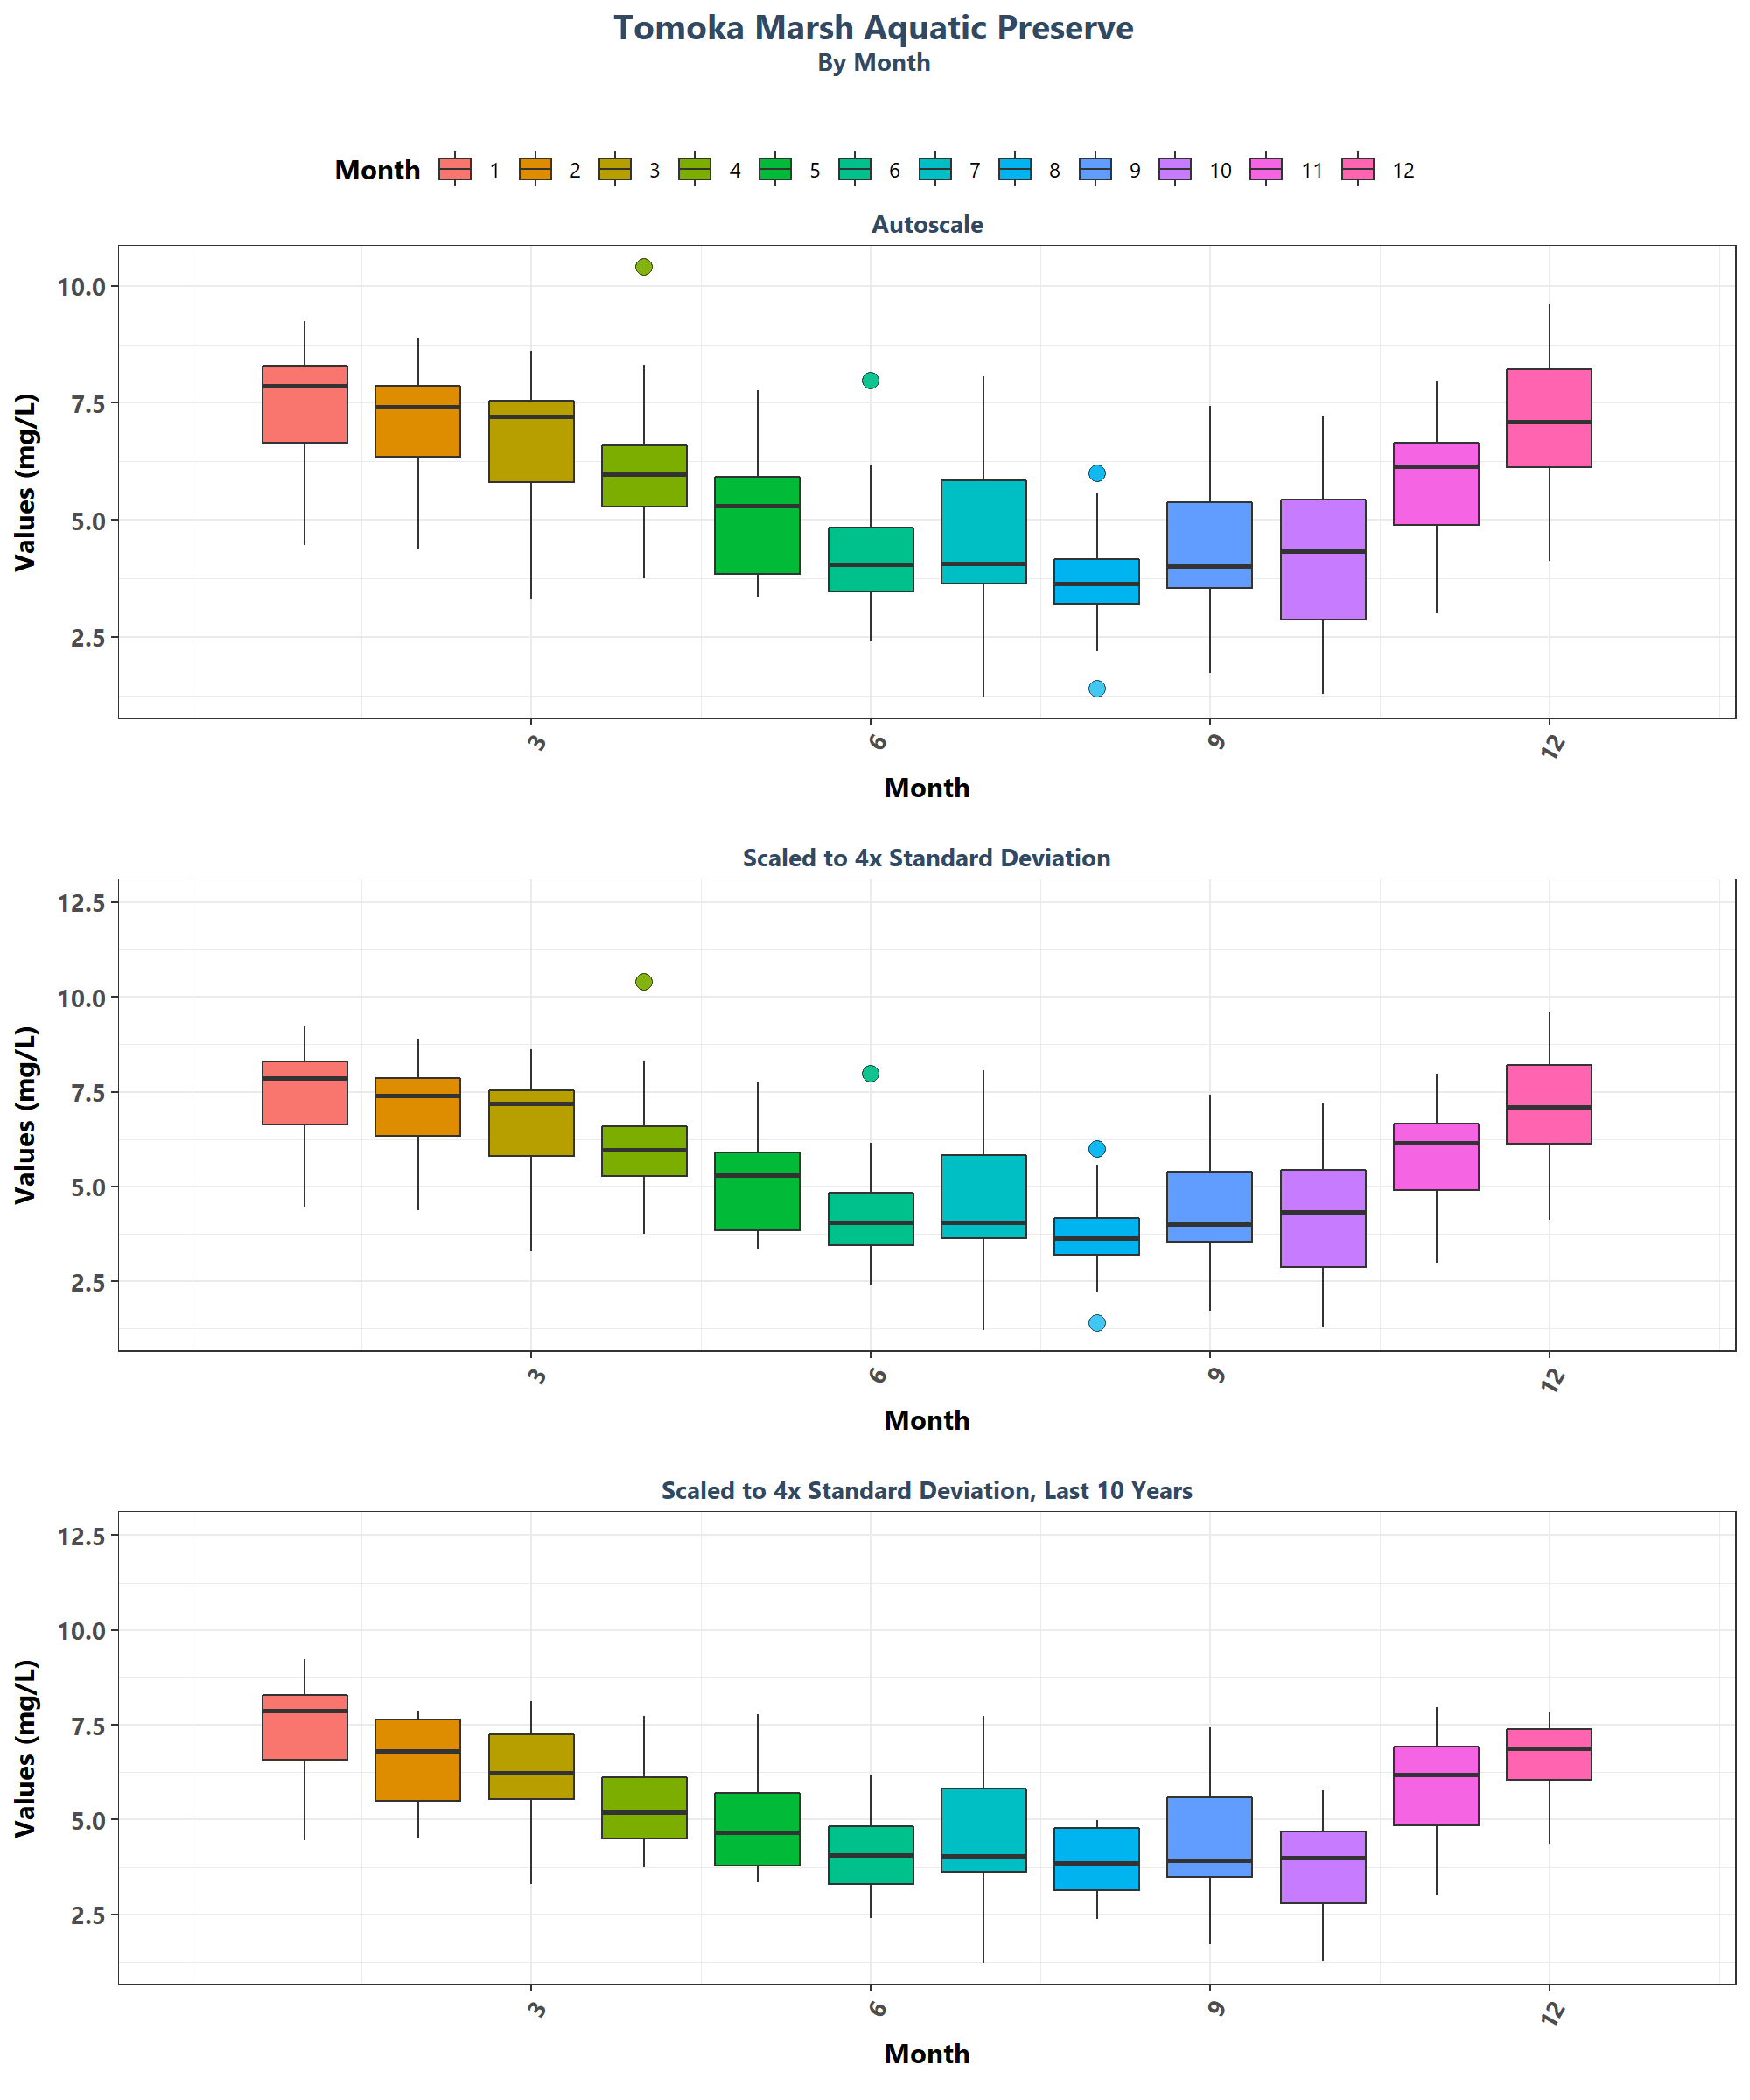 Tomoka Marsh Aquatic Preserve
By Month
Month 1 2 3 4 5 6 7 8 9 10 11 12
Autoscale
Values (mg/L)
10.0
7.5
5.0
2.5
3 6 9 12
Month
Scaled to 4x Standard Deviation
Values (mg/L)
12.5
10.0
7.5
5.0
2.5
3 6 9 12
Month
Scaled to 4x Standard Deviation, Last 10 Years
Values (mg/L)
12.5
10.0
7.5
5.0
2.5
3 6 9 12
Month